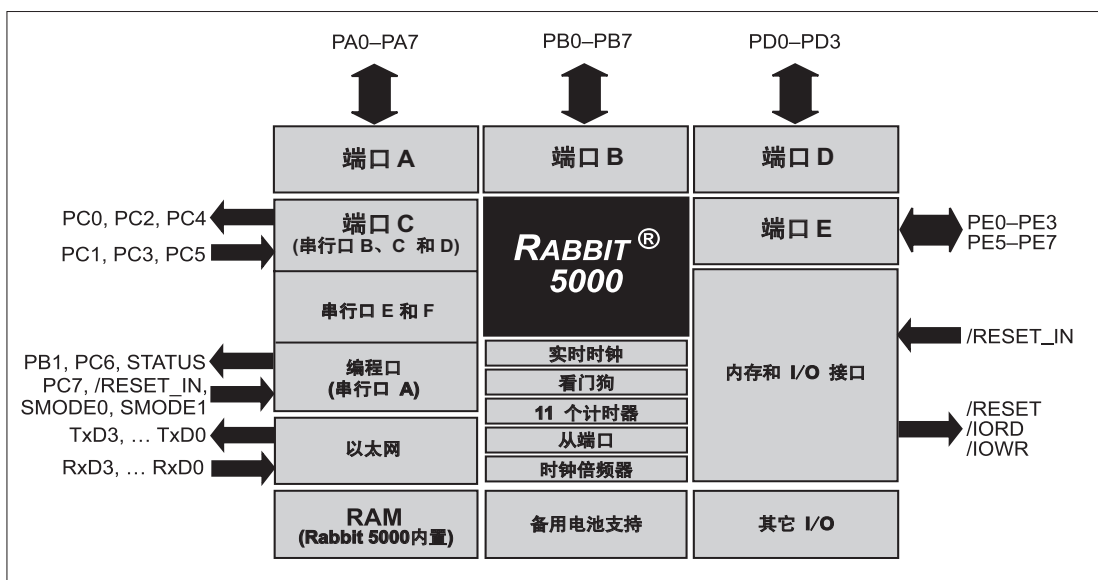 PA0–PA7
PB0–PB7
PD0–PD3
端口 A
端口 B
端口 D
PC0, PC2, PC4
PC1, PC3, PC5
端口 C
(串行口 B、C 和 D)
RABBIT ®
5000
端口 E
PE0–PE3
PE5–PE7
串行口 E 和 F
PB1, PC6, STATUS
PC7, /RESET_IN,
SMODE0, SMODE1
编程口
(串行口 A)
实时时钟
看门狗
11 个计时器
从端口
时钟倍频器
内存和 I/O 接口
/RESET_IN
/RESET
/IORD
/IOWR
TxD3, … TxD0
RxD3, … RxD0
以太网
RAM
(Rabbit 5000内置)
备用电池支持
其它 I/O